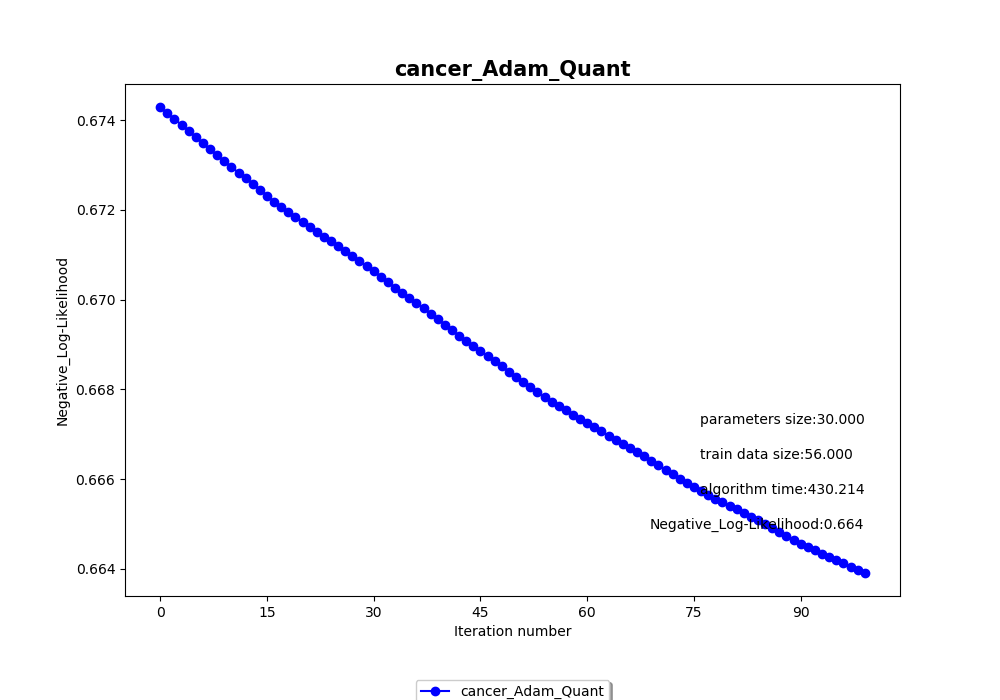 cancer_Adam_Quant
0.674
0.672
0.670
0.668
0.666
0.664
Negative_Log-Likelihood
parameters size:30.000
train data size:56.000
algorithm time:430.214
Negative_Log-Likelihood:0.664
0 15 30 45 60 75 90
Iteration number
cancer_Adam_Quant